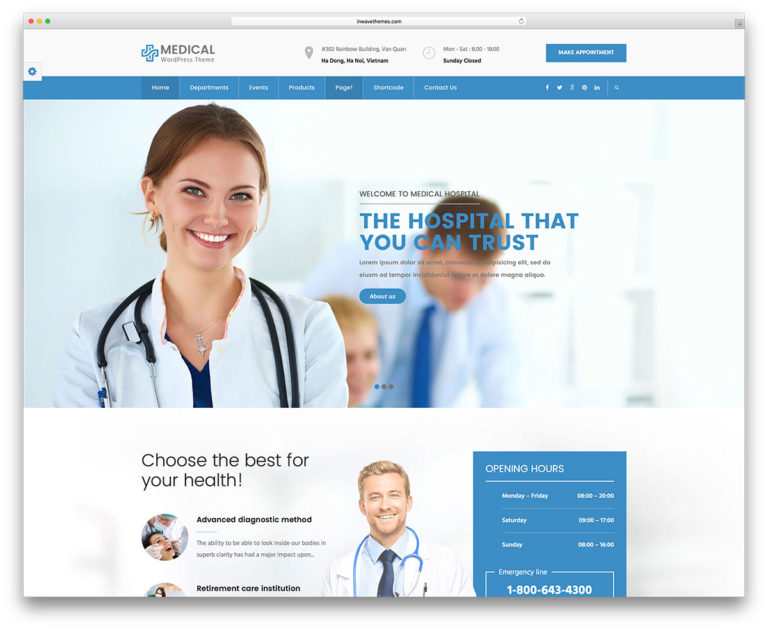 inwavethemes.com
MEDICAL
WordPress Theme
#302 Rainbow Building, Van Quan
Ha Dong, Ha Noi, Vietnam
Mon - Sat : 8.00 - 18.00
Sunday Closed
MAKE APPOINTMENT
Home
Departments
Events
Products
Page!
Shortcode
Contact Us
WELCOME TO MEDICAL HOSPITAL
THE HOSPITAL THAT
YOU CAN TRUST
Lorem ipsum dolor sit amet, consectetur adipisicing elit, sed do
eiusm od tempor incididuntut labore et dolore magna aliqua.
About us
Choose the best for
your health!
Advanced diagnostic method
The ability to be able to look inside our bodies in
superb clarity has had a major impact upon...
Retirement care institution
OPENING HOURS
Monday – Friday 08:00 – 20:00
Saturday 09:00 – 17:00
Sunday 08:00 – 16:00
Emergency line
1-800-643-4300